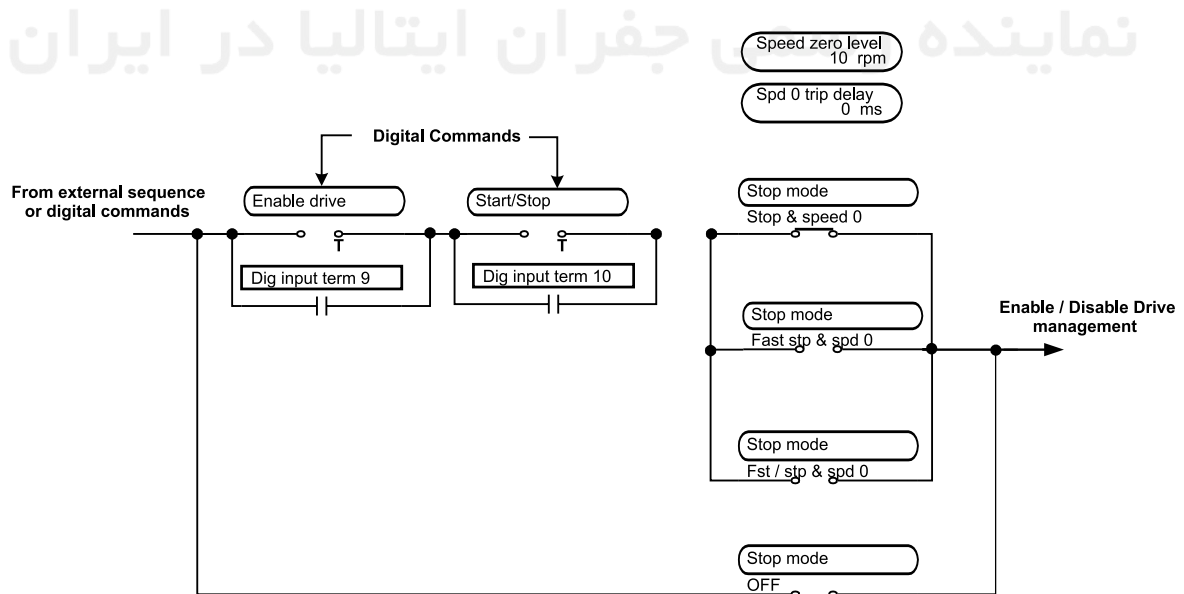 نماینده رسمی جفران ایتالیا در ایران
Speed zero level
10 rpm
Spd 0 trip delay
0 ms
Digital Commands
From external sequence
or digital commands
Enable drive
Start/Stop
Stop mode
Stop & speed 0
T
T
Dig input term 9
Dig input term 10
Stop mode
Fast stp & spd 0
Enable / Disable Drive
management
Stop mode
Fst / stp & spd 0
Stop mode
OFF